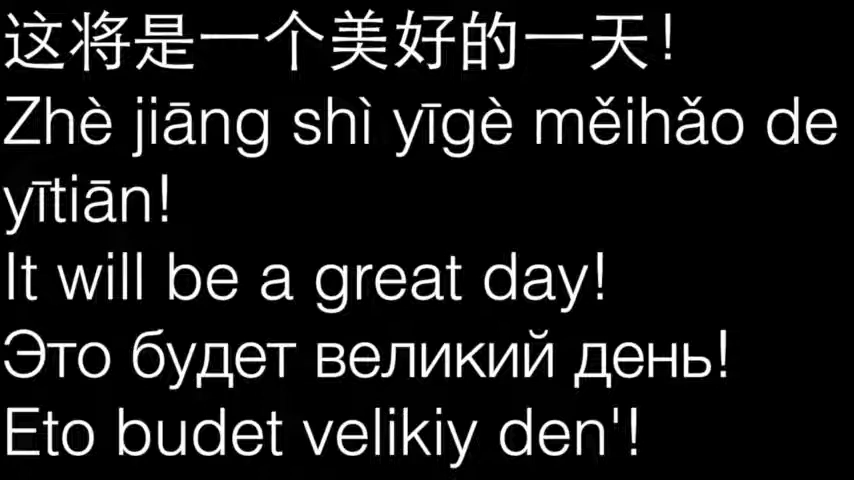 这将是一个美好的一天!
Zhè jiāng shì yīgè měihǎo de
yītiān!
It will be a great day!
Это будет великий день!
Eto budet velikiy den'!